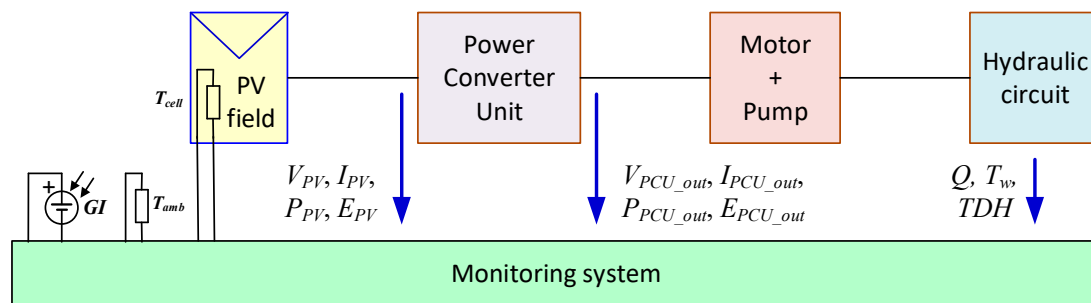 PV
field
Power
Converter
Unit
Motor
+
Pump
Hydraulic
circuit
T_cell
V_PV, I_PV,
P_PV, E_PV
V_PCU_out, I_PCU_out,
P_PCU_out, E_PCU_out
Q, T_w,
TDH
+
GI
T_amb
Monitoring system